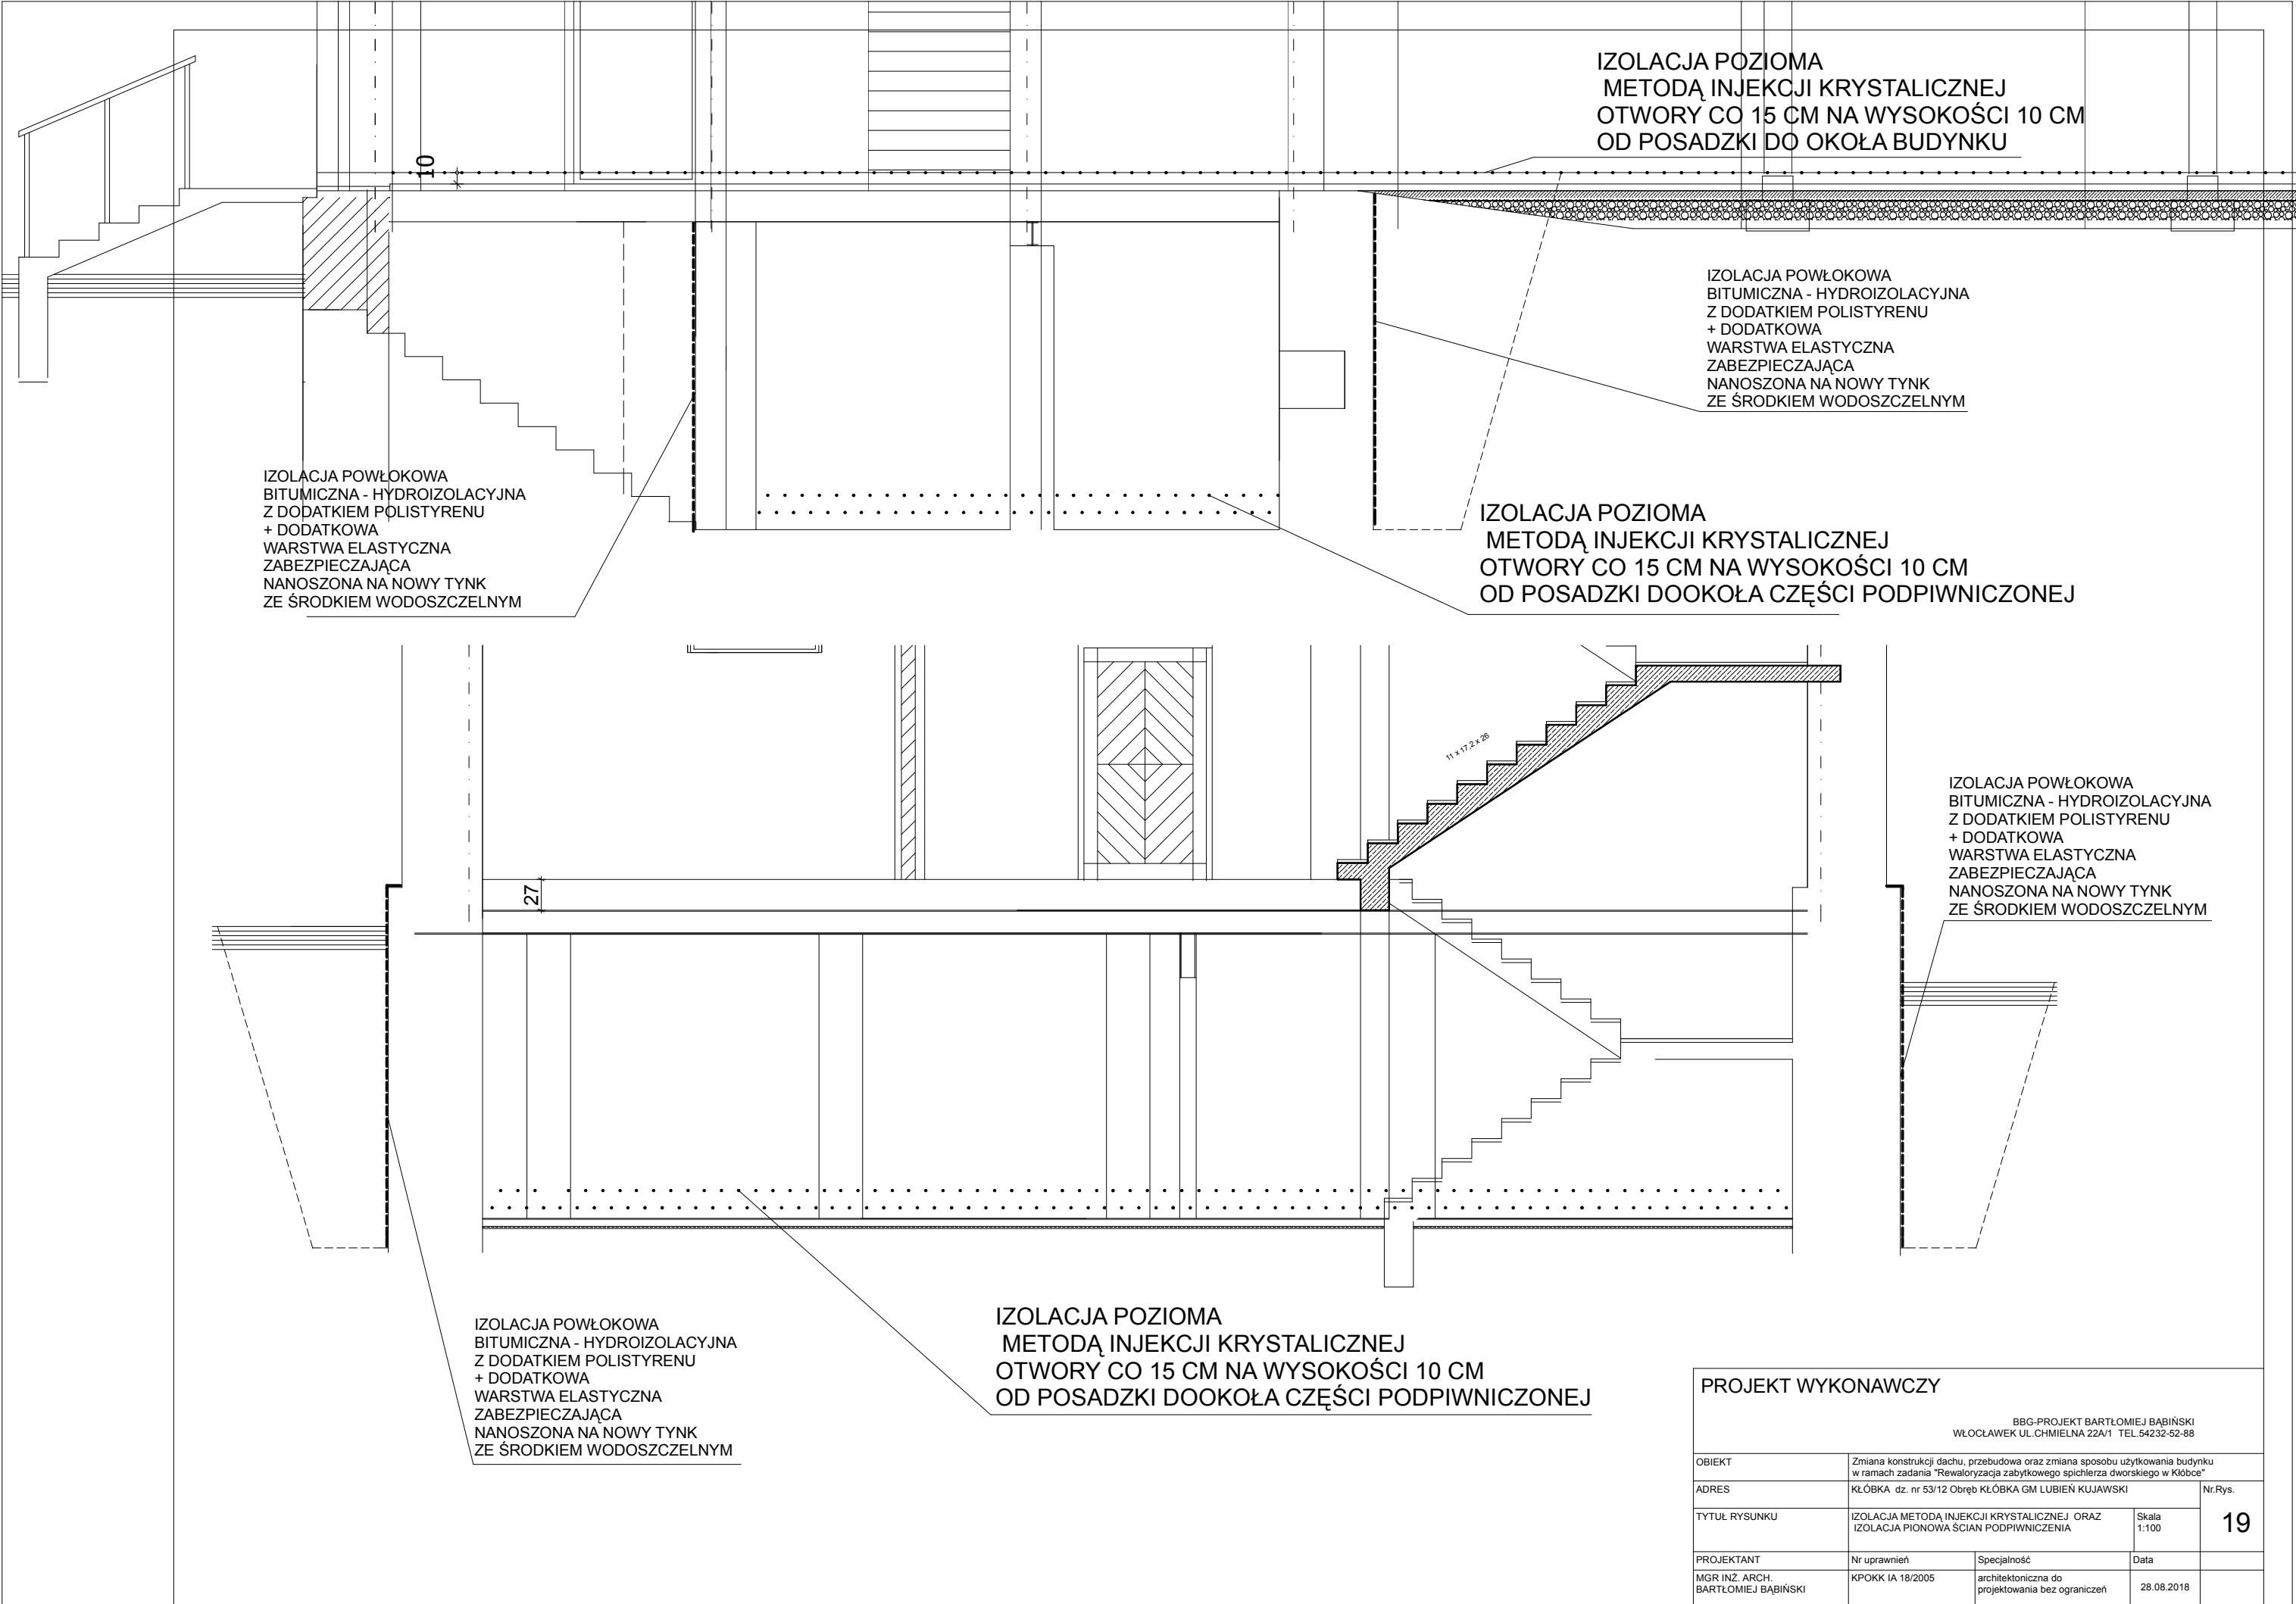 IZOLACJA POZIOMA
METODĄ INJEKCJI KRYSTALICZNEJ
OTWORY CO 15 CM NA WYSOKOŚCI 10 CM
OD POSADZKI DO OKOŁA BUDYNKU
10
IZOLACJA POWŁOKOWA
BITUMICZNA - HYDROIZOLACYJNA
Z DODATKIEM POLISTYRENU
+ DODATKOWA
WARSTWA ELASTYCZNA
ZABEZPIECZAJĄCA
NANOSZONA NA NOWY TYNK
ZE ŚRODKIEM WODOSZCZELNYM
IZOLACJA POWŁOKOWA
BITUMICZNA - HYDROIZOLACYJNA
Z DODATKIEM POLISTYRENU
+ DODATKOWA
WARSTWA ELASTYCZNA
ZABEZPIECZAJĄCA
NANOSZONA NA NOWY TYNK
ZE ŚRODKIEM WODOSZCZELNYM
IZOLACJA POZIOMA
METODĄ INJEKCJI KRYSTALICZNEJ
OTWORY CO 15 CM NA WYSOKOŚCI 10 CM
OD POSADZKI DOOKOŁA CZĘŚCI PODPIWNICZONEJ
11 x 17,2 x 26
27
IZOLACJA POWŁOKOWA
BITUMICZNA - HYDROIZOLACYJNA
Z DODATKIEM POLISTYRENU
+ DODATKOWA
WARSTWA ELASTYCZNA
ZABEZPIECZAJĄCA
NANOSZONA NA NOWY TYNK
ZE ŚRODKIEM WODOSZCZELNYM
IZOLACJA POWŁOKOWA
BITUMICZNA - HYDROIZOLACYJNA
Z DODATKIEM POLISTYRENU
+ DODATKOWA
WARSTWA ELASTYCZNA
ZABEZPIECZAJĄCA
NANOSZONA NA NOWY TYNK
ZE ŚRODKIEM WODOSZCZELNYM
IZOLACJA POZIOMA
METODĄ INJEKCJI KRYSTALICZNEJ
OTWORY CO 15 CM NA WYSOKOŚCI 10 CM
OD POSADZKI DOOKOŁA CZĘŚCI PODPIWNICZONEJ
PROJEKT WYKONAWCZY
BBG-PROJEKT BARTŁOMIEJ BĄBIŃSKI
WŁOCŁAWEK UL.CHMIELNA 22A/1 TEL.54232-52-88
OBIEKT
Zmiana konstrukcji dachu, przebudowa oraz zmiana sposobu użytkowania budynku
w ramach zadania "Rewaloryzacja zabytkowego spichlerza dworskiego w Kłóbce"
ADRES
KŁÓBKA dz. nr 53/12 Obręb KŁÓBKA GM LUBIEŃ KUJAWSKI
Nr.Rys.
19
TYTUŁ RYSUNKU
IZOLACJA METODĄ INJEKCJI KRYSTALICZNEJ ORAZ
IZOLACJA PIONOWA ŚCIAN PODPIWNICZENIA
Skala
1:100
PROJEKTANT
Nr uprawnień
Specjalność
Data
MGR INŻ. ARCH.
BARTŁOMIEJ BĄBIŃSKI
KPOKK IA 18/2005
architektoniczna do
projektowania bez ograniczeń
28.08.2018